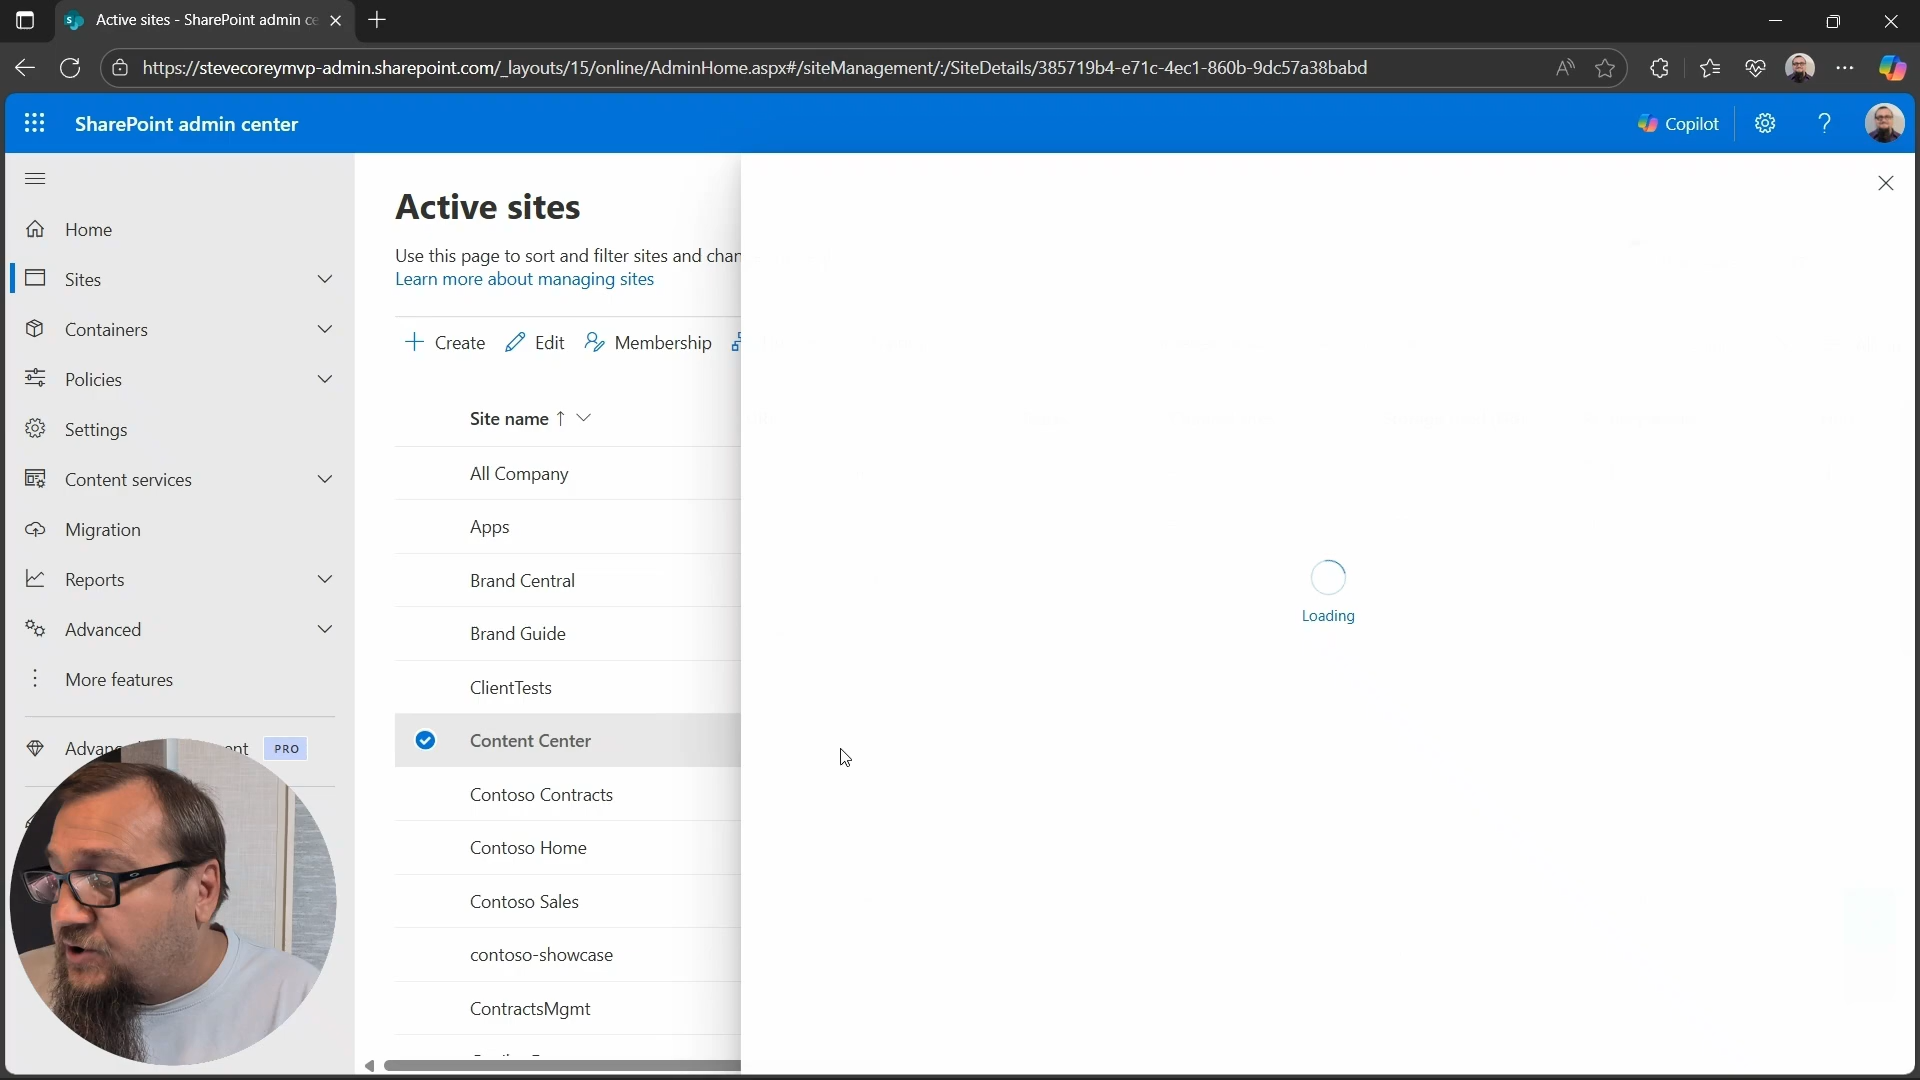 Active sites - SharePoint admin ce
https://stevecoreymvp-admin.sharepoint.com/_layouts/15/online/AdminHome.aspx#/siteManagement/:/SiteDetails/385719b4-e71c-4ec1-860b-9dc57a38babd
SharePoint admin center
Copilot
Home
Sites
Containers
Policies
Settings
Content services
Migration
Reports
Advanced
More features
PRO
Active sites
Use this page to sort and filter sites and chan
Learn more about managing sites
Create
Edit
Membership
Site name
All Company
Apps
Brand Central
Brand Guide
ClientTests
Content Center
Contoso Contracts
Contoso Home
Contoso Sales
contoso-showcase
ContractsMgmt
Loading